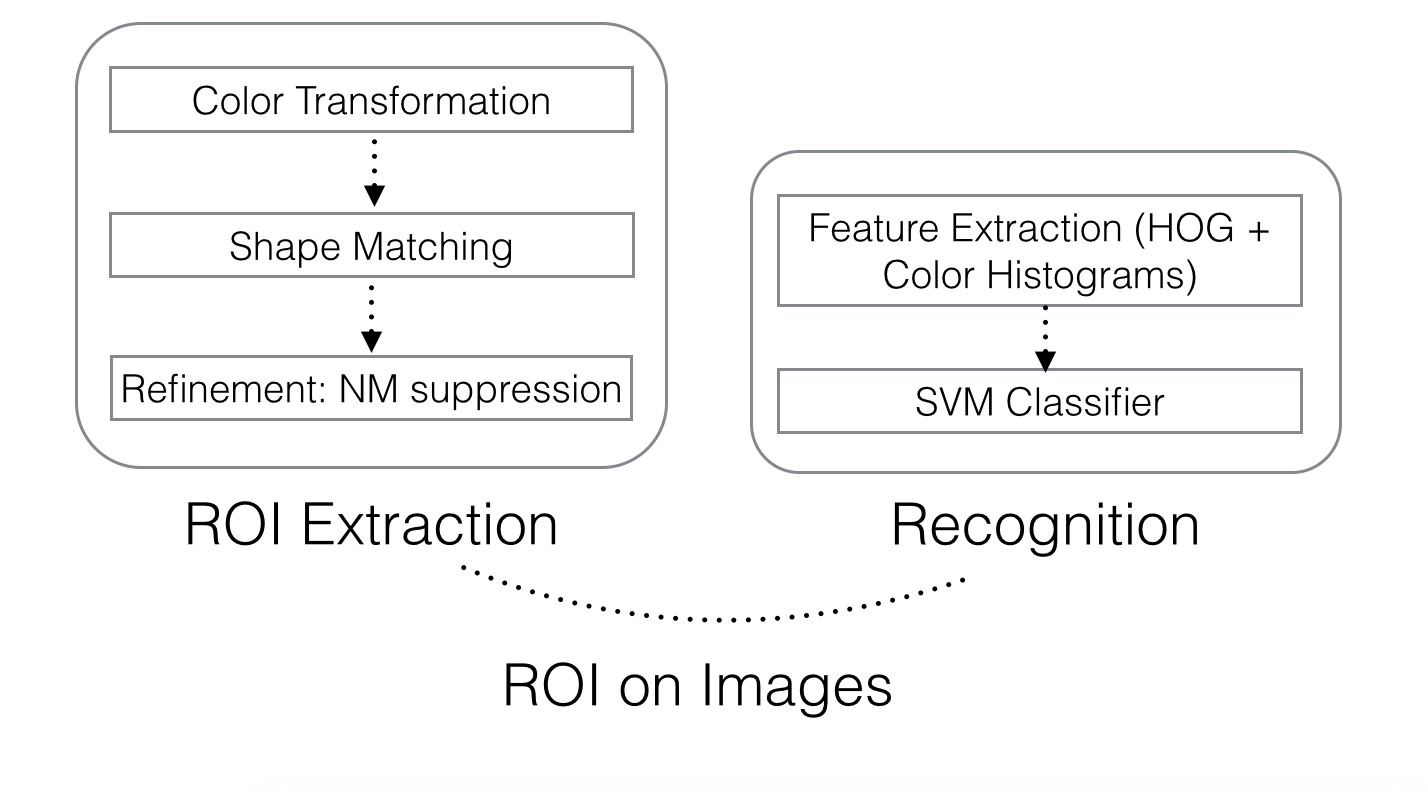 Color Transformation
Shape Matching
Refinement: NM suppression
ROI Extraction
Feature Extraction (HOG +
Color Histograms)
SVM Classifier
Recognition
ROI on Images